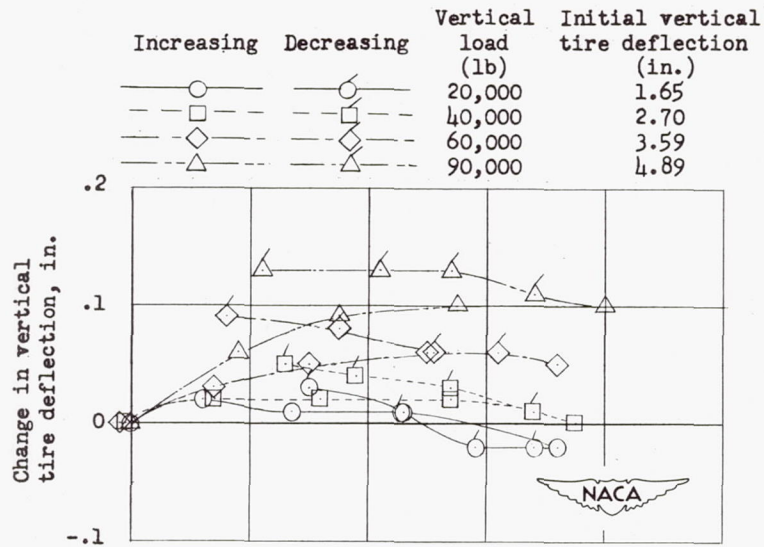 Vertical Initial vertical
Increasing Decreasing load tire deflection
(lb) (in.)
20,000 1.65
40,000 2.70
60,000 3.59
90,000 4.89
.2
.1
0
-.1
Change in vertical
tire deflection, in.
NACA